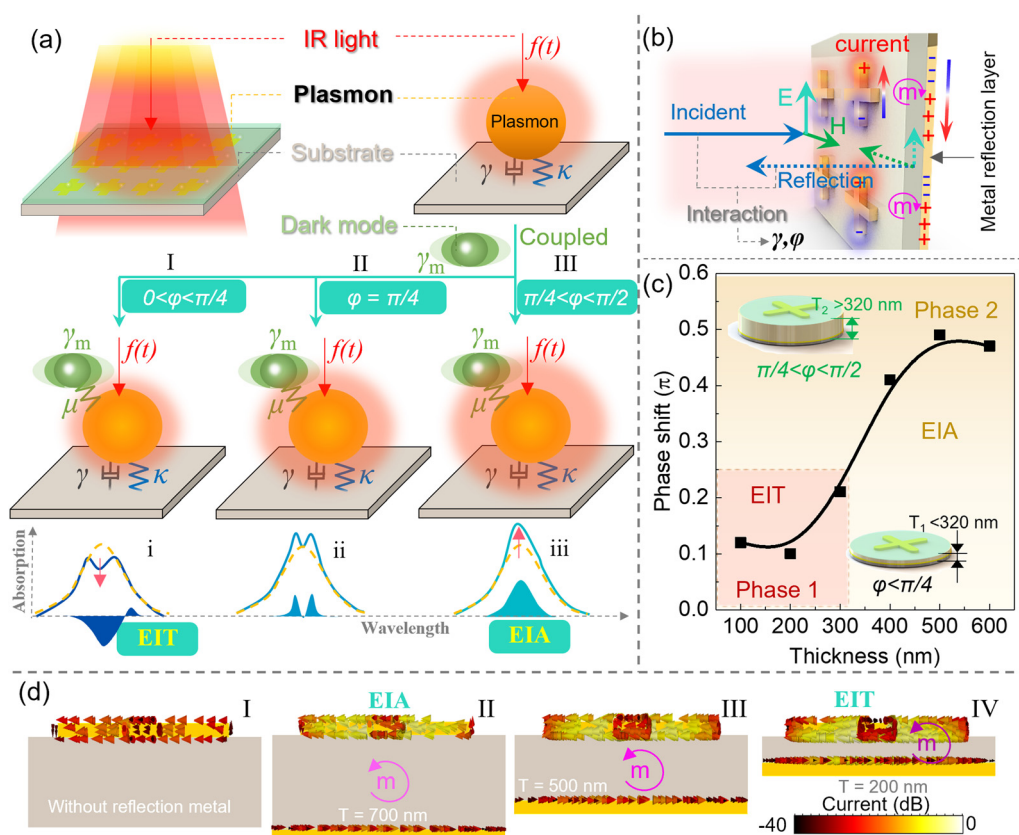 (a)
IR light
f(t)
Plasmon
Plasmon
Substrate
γ
κ
Dark mode
γm
Coupled
I
II
III
0<φ<π/4
φ = π/4
π/4<φ<π/2
γm
f(t)
μ
γ
κ
γm
f(t)
μ
γ
κ
γm
f(t)
μ
γ
κ
Absorption
i
ii
iii
EIT
Wavelength
EIA
(b)
current
+
-
E
H
Incident
Reflection
Interaction
γ,φ
m
m
Metal reflection layer
(c)
Phase shift (π)
0.6
0.5
0.4
0.3
0.2
0.1
0.0
T2 >320 nm
π/4<φ<π/2
Phase 2
EIA
EIT
Phase 1
T1 <320 nm
φ<π/4
100 200 300 400 500 600
Thickness (nm)
(d)
I
Without reflection metal
EIA
II
m
T = 700 nm
III
m
T = 500 nm
EIT
IV
m
T = 200 nm
Current (dB)
-40
0